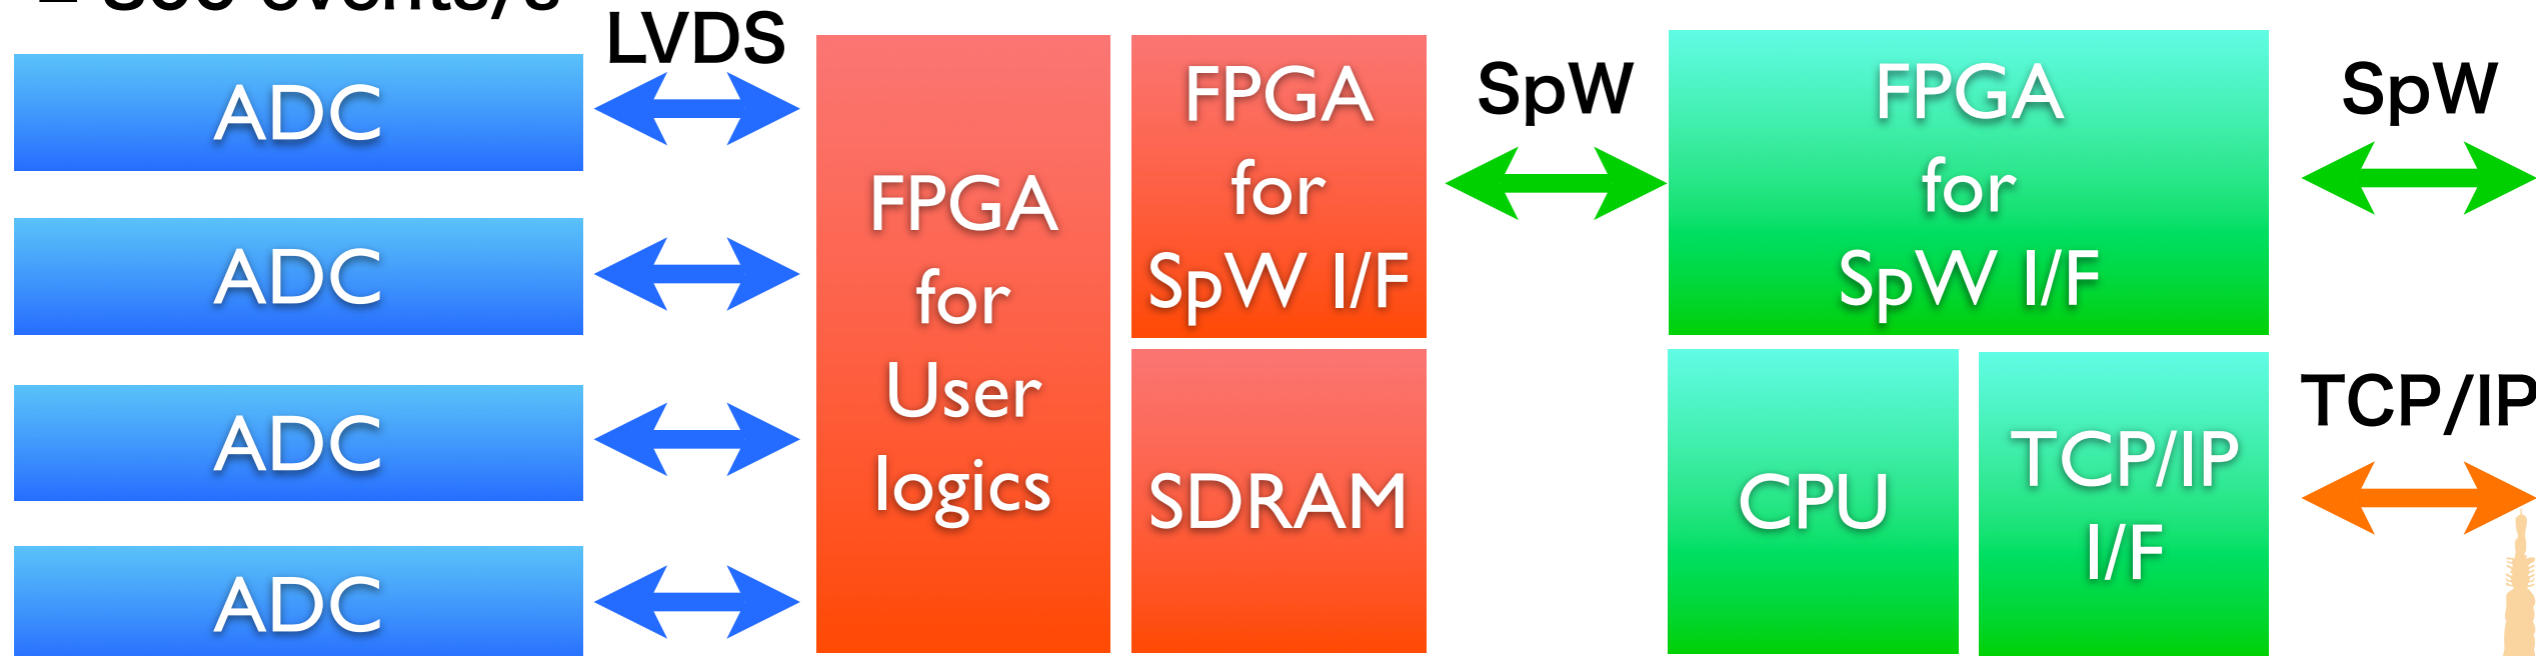 LVDS
ADC
ADC
ADC
ADC
FPGA
for
User
logics
FPGA
for
SpW I/F
SDRAM
SpW
FPGA
for
SpW I/F
CPU
TCP/IP
I/F
SpW
TCP/IP